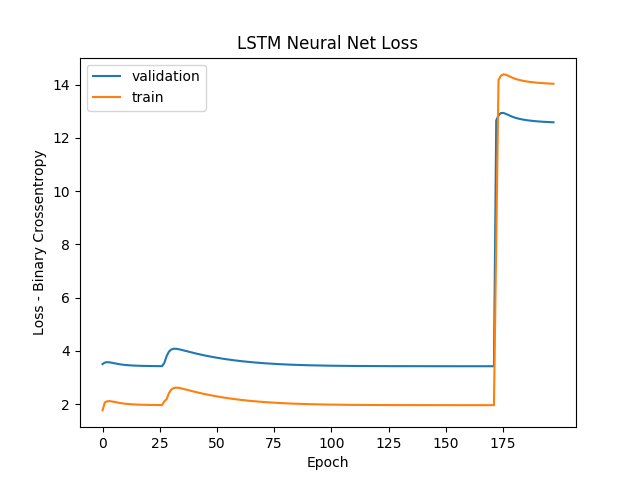 LSTM Neural Net Loss
validation
train
14
12
10
8
6
4
2
Loss - Binary Crossentropy
0 25 50 75 100 125 150 175
Epoch